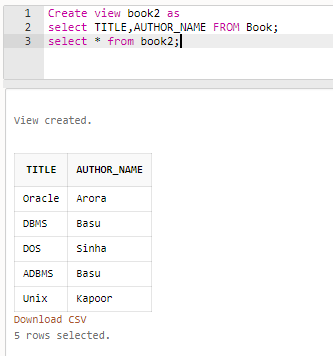 1 Create view book2 as
2 select TITLE,AUTHOR_NAME FROM Book;
3 select * from book2;
View created.
TITLE AUTHOR_NAME
Oracle Arora
DBMS Basu
DOS Sinha
ADBMS Basu
Unix Kapoor
Download CSV
5 rows selected.